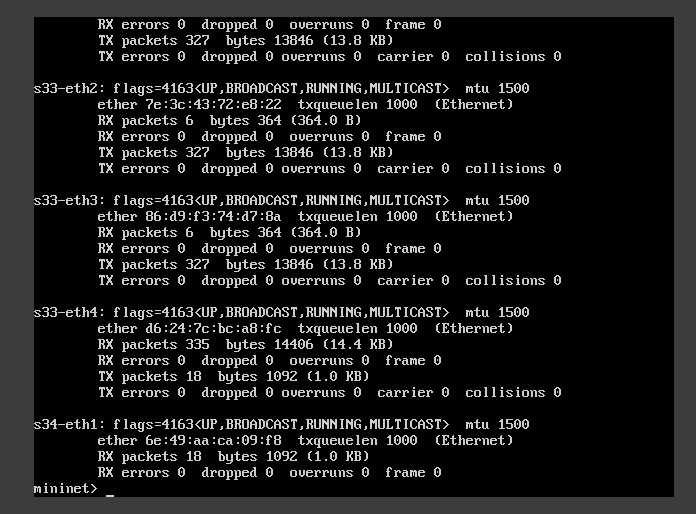 RX errors 0  dropped 0  overruns 0  frame 0
TX packets 327  bytes 13846 (13.8 KB)
TX errors 0  dropped 0 overruns 0  carrier 0  collisions 0
s33-eth2: flags=4163<UP,BROADCAST,RUNNING,MULTICAST>  mtu 1500
ether 7e:3c:43:72:e8:22  txqueuelen 1000  (Ethernet)
RX packets 6  bytes 364 (364.0 B)
RX errors 0  dropped 0  overruns 0  frame 0
TX packets 327  bytes 13846 (13.8 KB)
TX errors 0  dropped 0 overruns 0  carrier 0  collisions 0
s33-eth3: flags=4163<UP,BROADCAST,RUNNING,MULTICAST>  mtu 1500
ether 86:d9:f3:74:d7:8a  txqueuelen 1000  (Ethernet)
RX packets 6  bytes 364 (364.0 B)
RX errors 0  dropped 0  overruns 0  frame 0
TX packets 327  bytes 13846 (13.8 KB)
TX errors 0  dropped 0 overruns 0  carrier 0  collisions 0
s33-eth4: flags=4163<UP,BROADCAST,RUNNING,MULTICAST>  mtu 1500
ether d6:24:7c:bc:a8:fc  txqueuelen 1000  (Ethernet)
RX packets 335  bytes 14406 (14.4 KB)
RX errors 0  dropped 0  overruns 0  frame 0
TX packets 18  bytes 1092 (1.0 KB)
TX errors 0  dropped 0 overruns 0  carrier 0  collisions 0
s34-eth1: flags=4163<UP,BROADCAST,RUNNING,MULTICAST>  mtu 1500
ether 6e:49:aa:ca:09:f8  txqueuelen 1000  (Ethernet)
RX packets 18  bytes 1092 (1.0 KB)
RX errors 0  dropped 0  overruns 0  frame 0
mininet> _